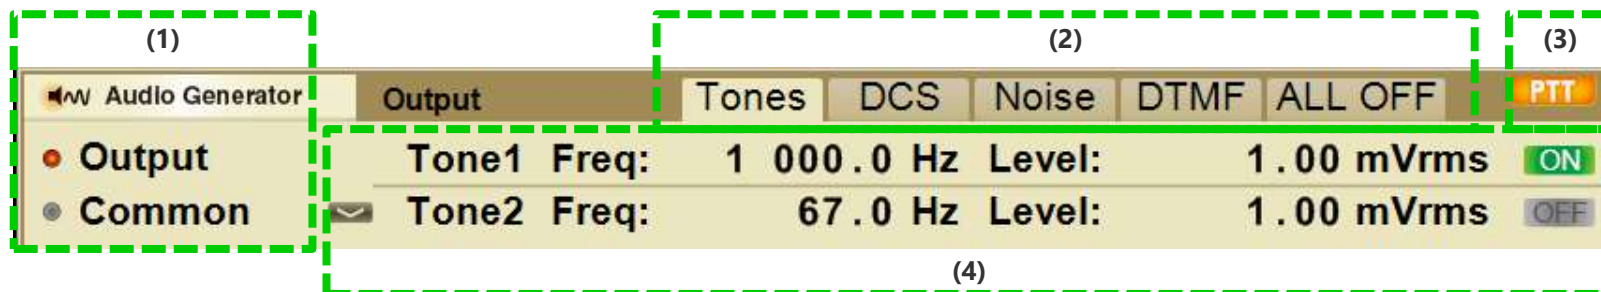 (1) (2) (3)
Audio Generator Output Tones DCS Noise DTMF ALL OFF PTT
Output Tone1 Freq: 1 000.0 Hz Level: 1.00 mVrms ON
Common Tone2 Freq: 67.0 Hz Level: 1.00 mVrms OFF
(4)